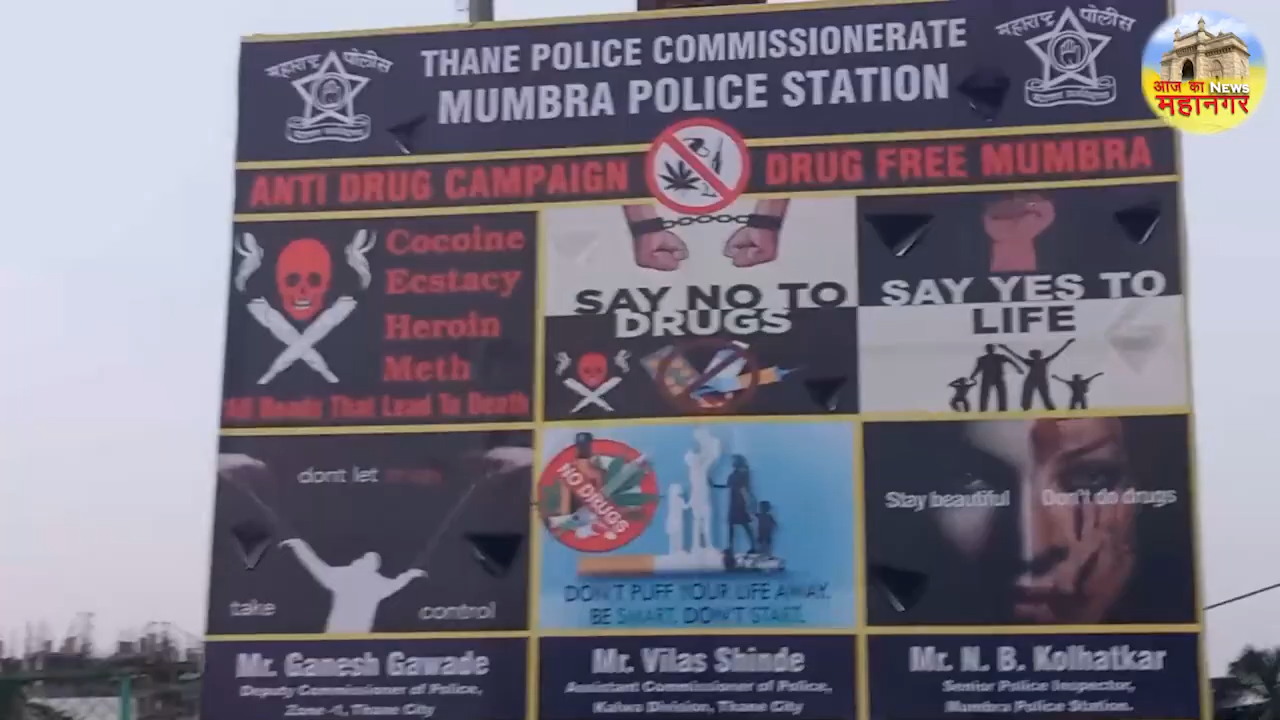 महाराष्ट्र पोलीस
THANE POLICE COMMISSIONERATE
महाराष्ट्र पोलीस
MUMBRA POLICE STATION
आज का News
महानगर
ANTI DRUG CAMPAIGN
DRUG FREE MUMBRA
Cocoine
Ecstacy
Heroin
Meth
All Roads That Lead To Death
SAY NO TO
DRUGS
SAY YES TO
LIFE
dont let
take
control
NO DRUGS
DON'T PUFF YOUR LIFE AWAY.
BE SMART. DON'T START.
Stay beautiful
Don't do drugs
Mr. Ganesh Gawade
Deputy Commissioner of Police,
Zone -1, Thane City
Mr. Vilas Shinde
Assistant Commissioner of Police,
Kalwa Division, Thane City
Mr. N. B. Kolhatkar
Senior Police Inspector,
Mumbra Police Station.